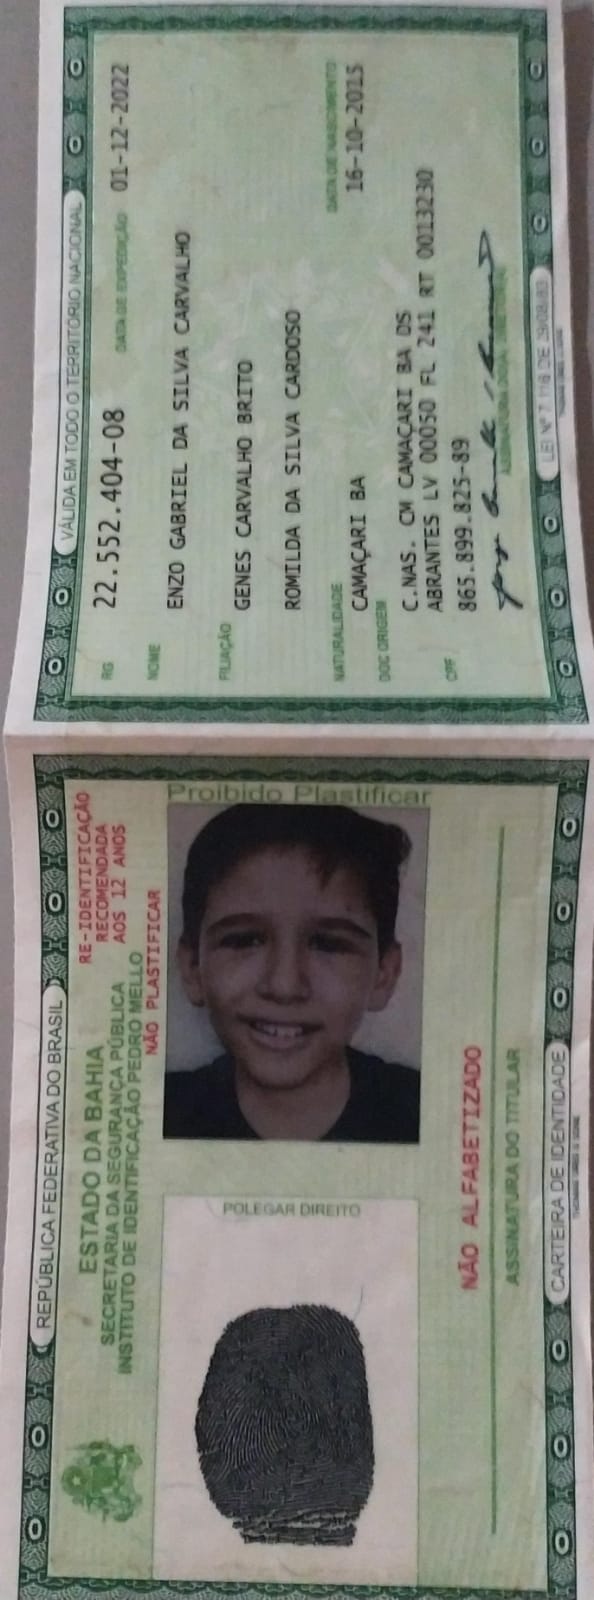 VÁLIDA EM TODO O TERRITÓRIO NACIONAL
RG 22.552.404-08 DATA DE EXPEDIÇÃO 01-12-2022
NOME ENZO GABRIEL DA SILVA CARVALHO
FILIAÇÃO GENES CARVALHO BRITO
ROMILDA DA SILVA CARDOSO
NATURALIDADE CAMAÇARI BA DATA DE NASCIMENTO 16-10-2015
DOC ORIGEM C.NAS. CM CAMAÇARI BA DS
ABRANTES LV 00050 FL 241 RT 0013230
CPF 865.899.825-89
LEI Nº 7.116 DE 29/08/83
REPÚBLICA FEDERATIVA DO BRASIL
ESTADO DA BAHIA
SECRETARIA DA SEGURANÇA PÚBLICA
INSTITUTO DE IDENTIFICAÇÃO PEDRO MELLO
RE-IDENTIFICAÇÃO
RECOMENDADA
AOS 12 ANOS
NÃO PLASTIFICAR
Proibido Plastificar
POLEGAR DIREITO
NÃO ALFABETIZADO
ASSINATURA DO TITULAR
CARTEIRA DE IDENTIDADE